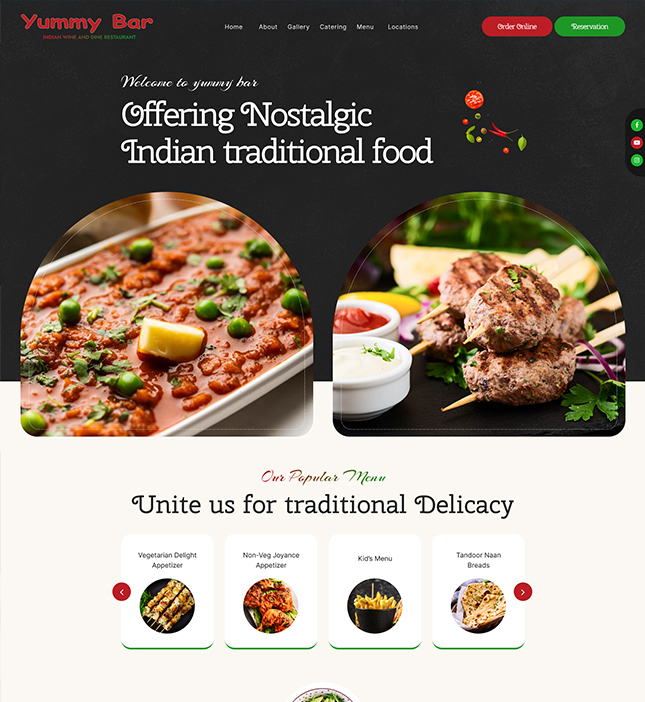 Yummy Bar
INDIAN WINE AND DINE RESTAURANT
Home About Gallery Catering Menu Locations
Order Online
Reservation
Welcome to yummy bar
Offering Nostalgic
Indian traditional food
Our Popular Menu
Unite us for traditional Delicacy
Vegetarian Delight
Appetizer
Non-Veg Joyance
Appetizer
Kid's Menu
Tandoor Naan
Breads